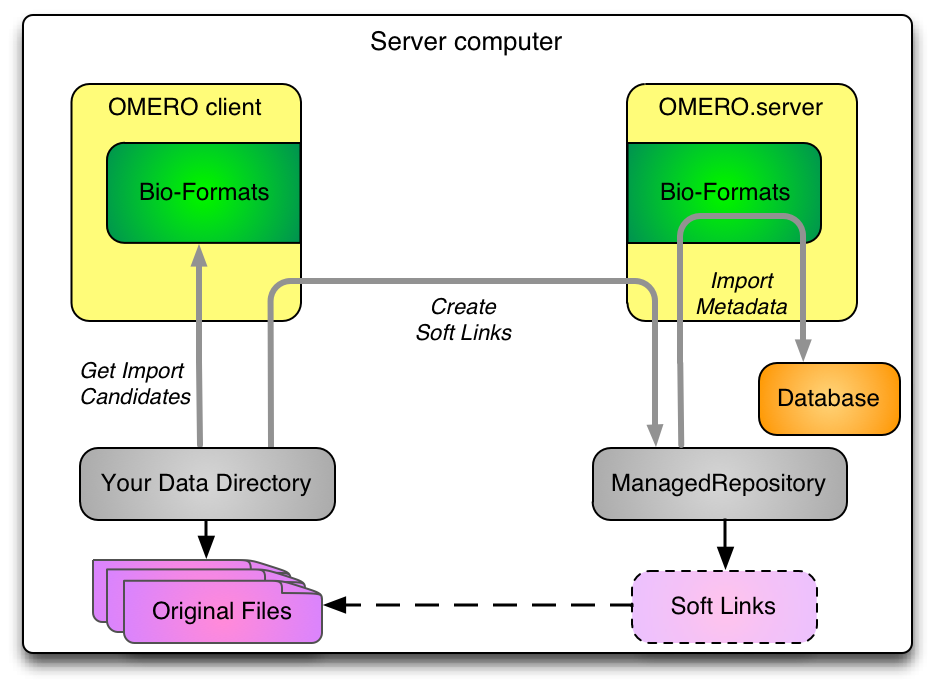 Server computer
OMERO client
OMERO.server
Bio-Formats
Bio-Formats
Import
Metadata
Create
Soft Links
Get Import
Candidates
Database
Your Data Directory
ManagedRepository
Original Files
Soft Links